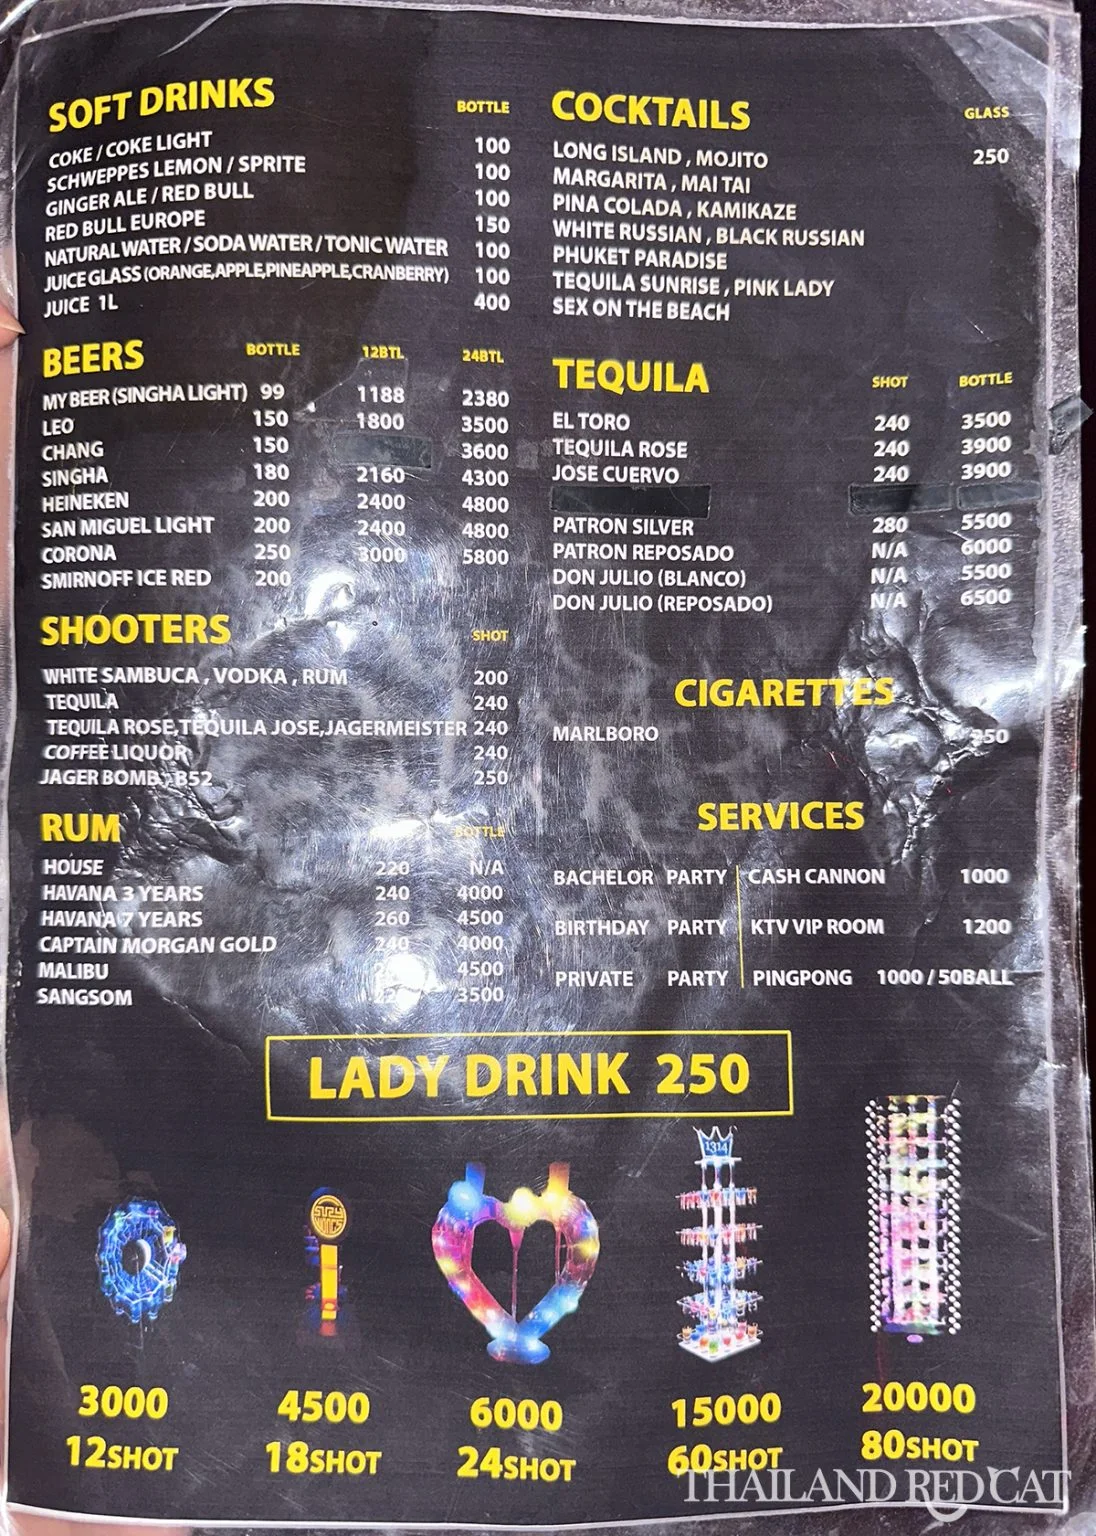 SOFT DRINKS BOTTLE
COKE / COKE LIGHT 100
SCHWEPPES LEMON / SPRITE 100
GINGER ALE / RED BULL 100
RED BULL EUROPE 150
NATURAL WATER / SODA WATER / TONIC WATER 100
JUICE GLASS (ORANGE,APPLE,PINEAPPLE,CRANBERRY) 100
JUICE 1L 400
BEERS BOTTLE 12BTL 24BTL
MY BEER (SINGHA LIGHT) 99 1188 2380
LEO 150 1800 3500
CHANG 150 3600
SINGHA 180 2160 4300
HEINEKEN 200 2400 4800
SAN MIGUEL LIGHT 200 2400 4800
CORONA 250 3000 5800
SMIRNOFF ICE RED 200
SHOOTERS SHOT
WHITE SAMBUCA , VODKA , RUM 200
TEQUILA 240
TEQUILA ROSE,TEQUILA JOSE,JAGERMEISTER 240
COFFEE LIQUOR 240
JAGER BOMB, B52 250
RUM BOTTLE
HOUSE 220 N/A
HAVANA 3 YEARS 240 4000
HAVANA 7 YEARS 260 4500
CAPTAIN MORGAN GOLD 240 4000
MALIBU 4500
SANGSOM 3500
COCKTAILS GLASS
LONG ISLAND , MOJITO 250
MARGARITA , MAI TAI
PINA COLADA , KAMIKAZE
WHITE RUSSIAN , BLACK RUSSIAN
PHUKET PARADISE
TEQUILA SUNRISE , PINK LADY
SEX ON THE BEACH
TEQUILA SHOT BOTTLE
EL TORO 240 3500
TEQUILA ROSE 240 3900
JOSE CUERVO 240 3900
PATRON SILVER 280 5500
PATRON REPOSADO N/A 6000
DON JULIO (BLANCO) N/A 5500
DON JULIO (REPOSADO) N/A 6500
CIGARETTES
MARLBORO
SERVICES
BACHELOR PARTY CASH CANNON 1000
BIRTHDAY PARTY KTV VIP ROOM 1200
PRIVATE PARTY PINGPONG 1000 / 50BALL
LADY DRINK 250
1314
3000 4500 6000 15000 20000
12SHOT 18SHOT 24SHOT 60SHOT 80SHOT
THAILAND REDCAT